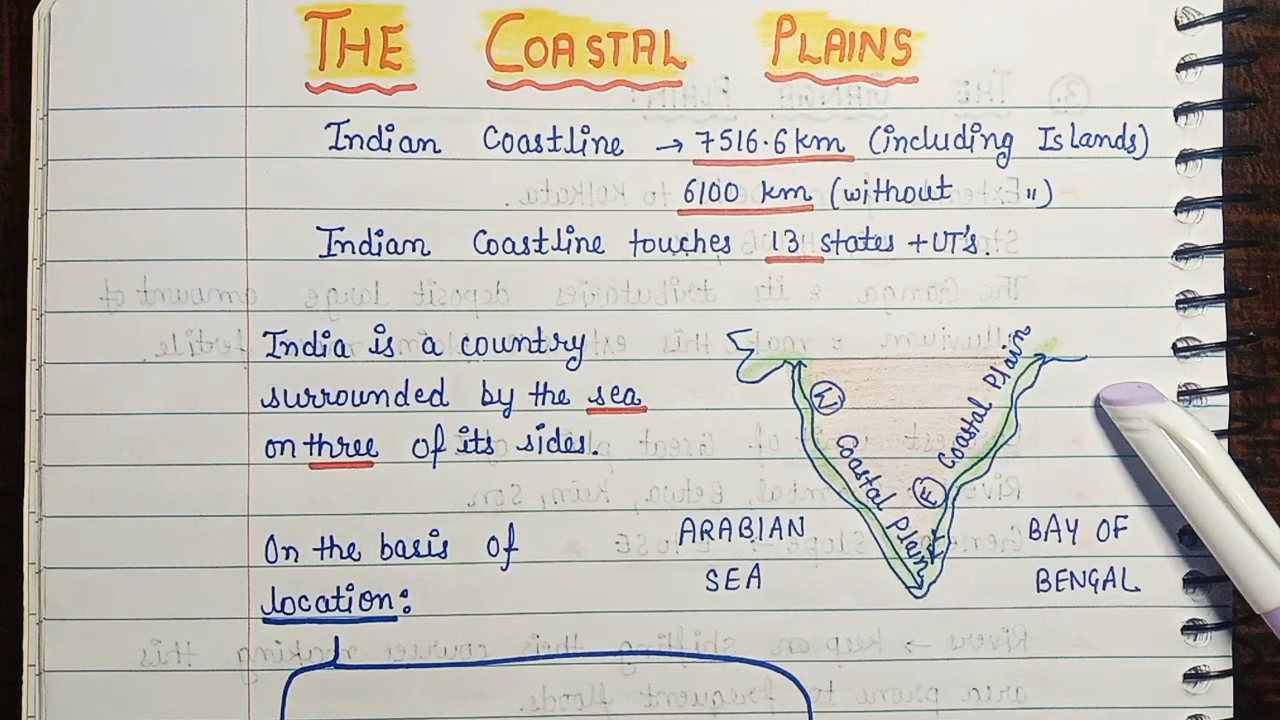 THE COASTAL PLAINS
Indian Coastline → 7516.6 km (including Islands)
6100 km (without ")
Indian Coastline touches 13 states + UT's.
India is a country
surrounded by the sea
on three of its sides.
(W) Coastal Plain
(E) Coastal Plain
On the basis of
location:
ARABIAN
SEA
BAY OF
BENGAL